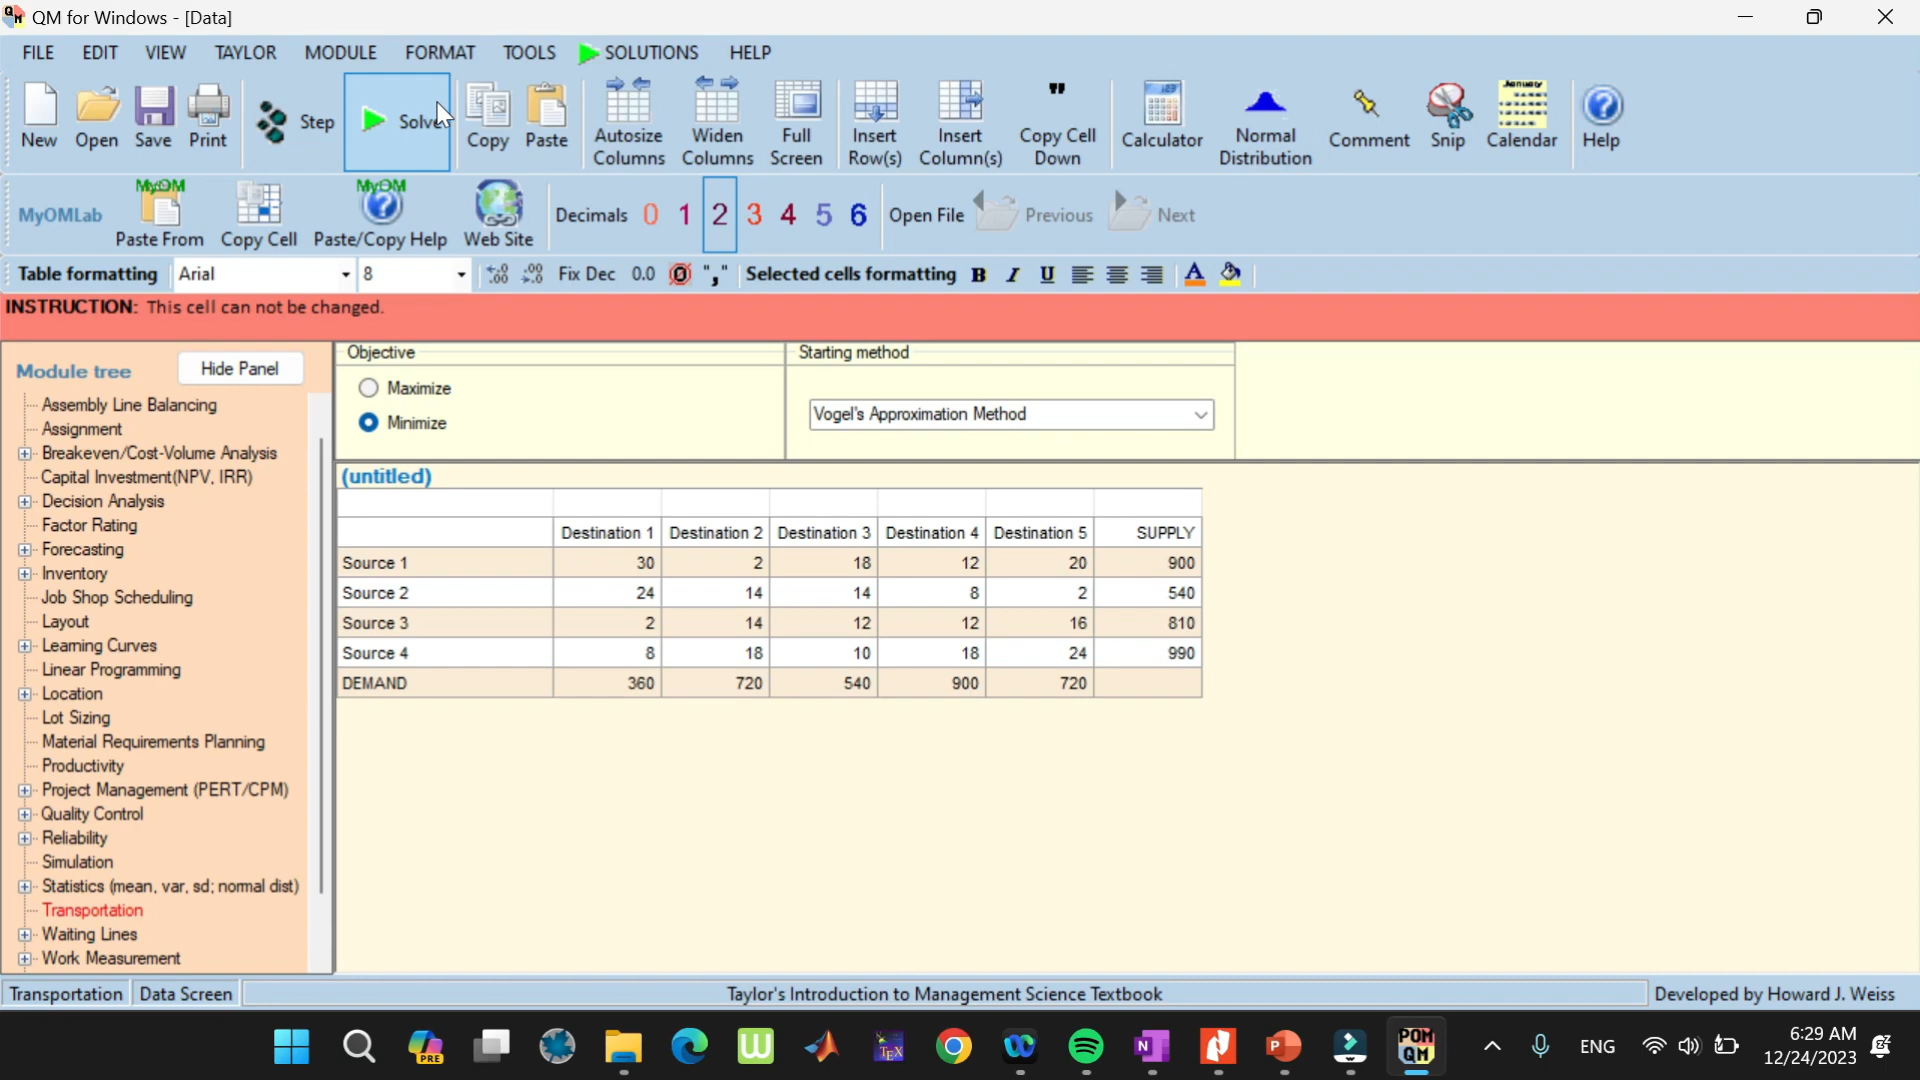 QM for Windows - [Data]
FILE EDIT VIEW TAYLOR MODULE FORMAT TOOLS SOLUTIONS HELP
New Open Save Print Step Copy Paste Autosize Columns Widen Columns Full Screen Insert Row(s) Insert Column(s) Copy Cell Down Calculator Normal Distribution Comment Snip Calendar Help
MyOMLab Paste From Copy Cell Paste/Copy Help Web Site Decimals 0 1 2 3 4 5 6 Open File Previous Next
Table formatting Arial 8 Fix Dec 0.0 0 "," Selected cells formatting B I U A
INSTRUCTION: This cell can not be changed.
Module tree Hide Panel
Assembly Line Balancing
Assignment
Breakeven/Cost-Volume Analysis
Capital Investment(NPV, IRR)
Decision Analysis
Factor Rating
Forecasting
Inventory
Job Shop Scheduling
Layout
Learning Curves
Linear Programming
Location
Lot Sizing
Material Requirements Planning
Productivity
Project Management (PERT/CPM)
Quality Control
Reliability
Simulation
Statistics (mean, var, sd; normal dist)
Transportation
Waiting Lines
Work Measurement
Objective
Maximize
Minimize
Starting method
Vogel's Approximation Method
(untitled)
Destination 1 Destination 2 Destination 3 Destination 4 Destination 5 SUPPLY
Source 1 30 2 18 12 20 900
Source 2 24 14 14 8 2 540
Source 3 2 14 12 12 16 810
Source 4 8 18 10 18 24 990
DEMAND 360 720 540 900 720
Transportation Data Screen Taylor's Introduction to Management Science Textbook Developed by Howard J. Weiss
PRE TEX N P POM QM ENG 6:29 AM
12/24/2023